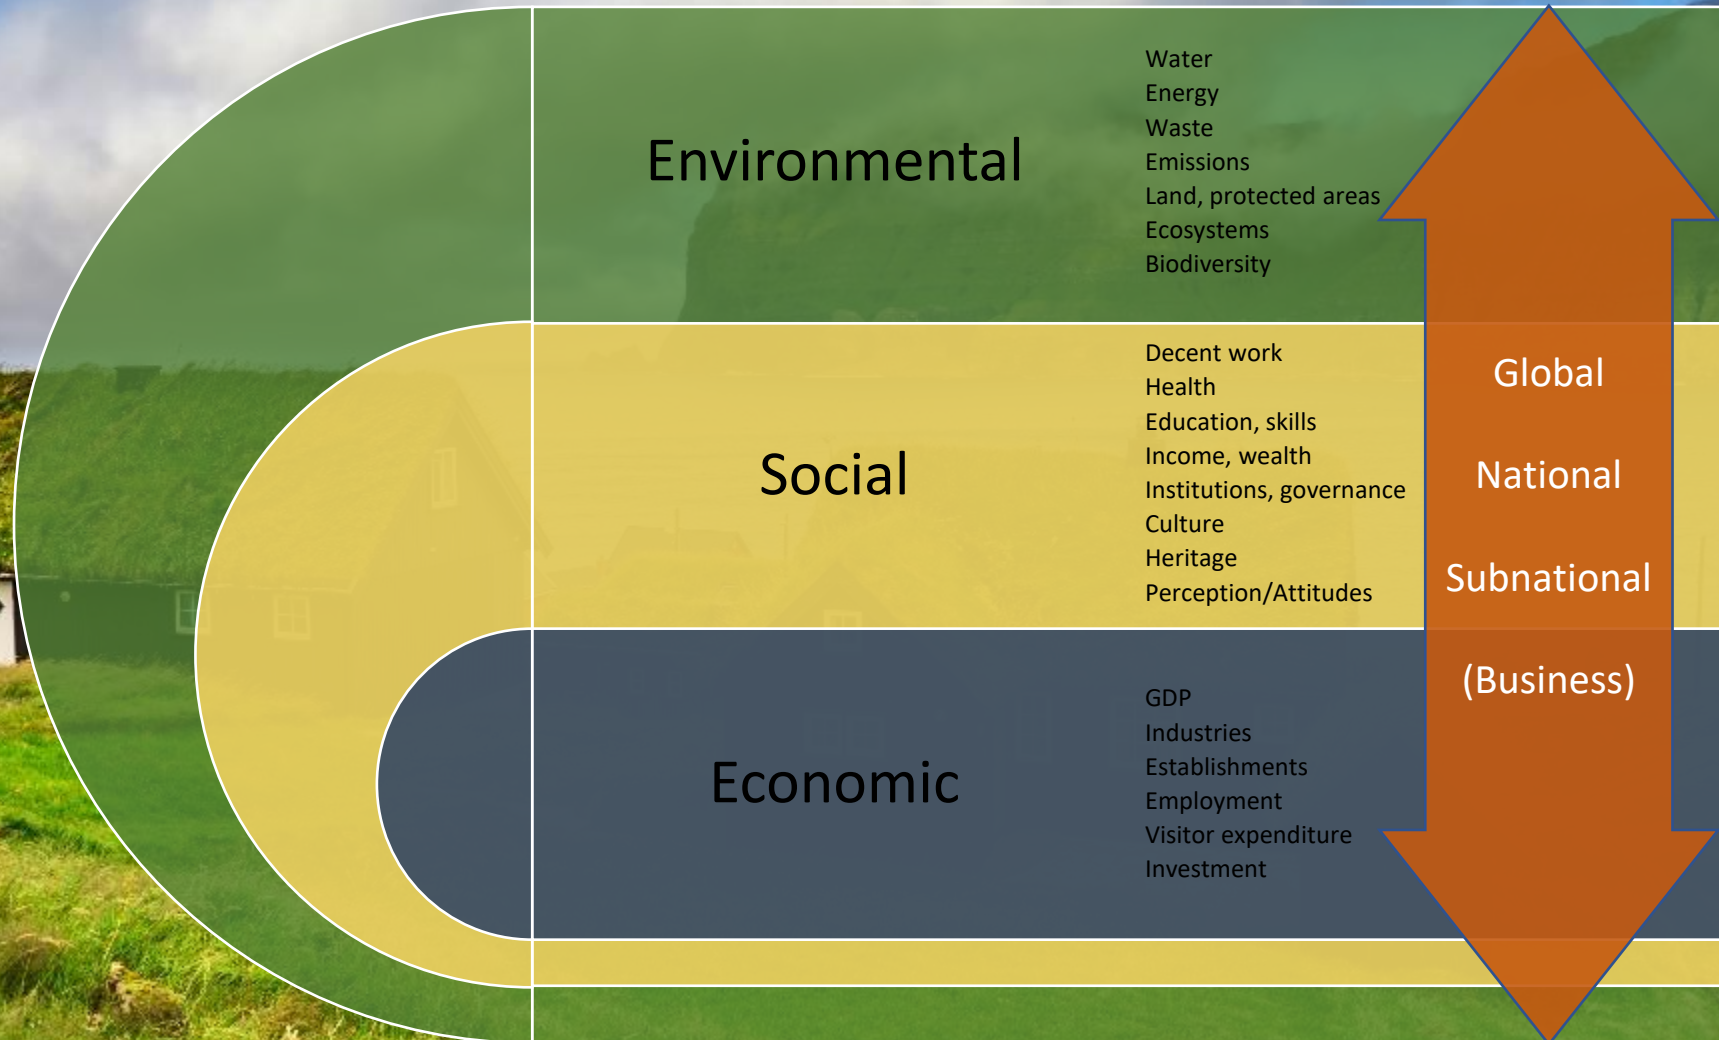 Environmental
Water
Energy
Waste
Emissions
Land, protected areas
Ecosystems
Biodiversity
Social
Decent work
Health
Education, skills
Income, wealth
Institutions, governance
Culture
Heritage
Perception/Attitudes
Economic
GDP
Industries
Establishments
Employment
Visitor expenditure
Investment
Global
National
Subnational
(Business)